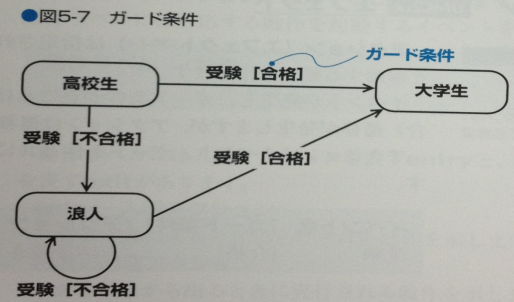 ●図5-7 ガード条件
ガード条件
受験［合格］
高校生
大学生
受験［不合格］
受験［合格］
浪人
受験［不合格］